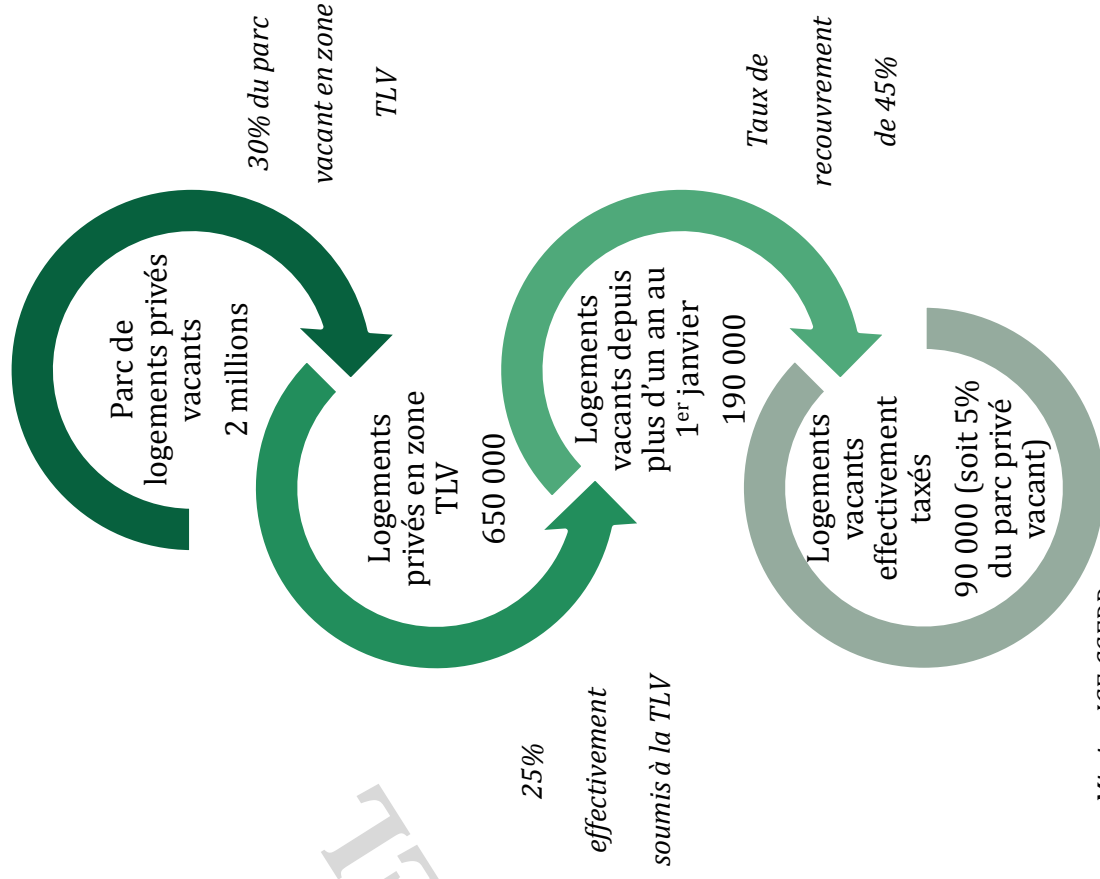 Parc de
logements privés
vacants
2 millions
30% du parc
vacant en zone
TLV
Logements
privés en zone
TLV
650 000
25%
effectivement
soumis à la TLV
Logements
vacants depuis
plus d’un an au
1er janvier
190 000
Taux de
recouvrement
de 45%
Logements
vacants
effectivement
taxés
90 000 (soit 5%
du parc privé
vacant)